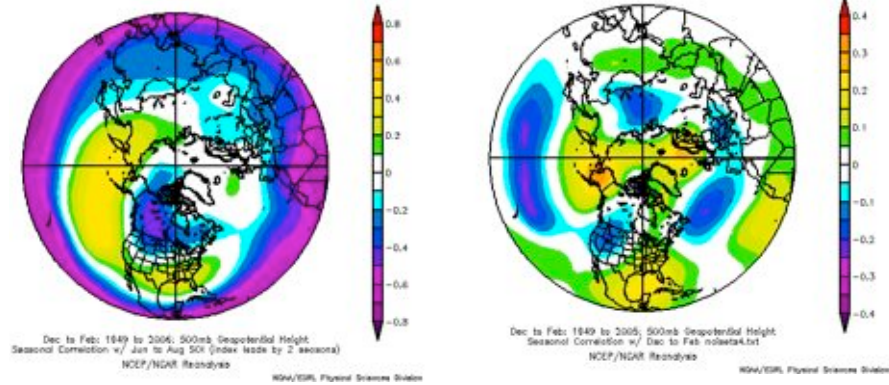 0.8
0.6
0.4
0.2
0
-0.2
-0.4
-0.6
-0.8
Dec to Feb: 1949 to 2006: 500mb Geopotential Height
Seasonal Correlation w/ Jun to Aug SOI (index leads by 2 seasons)
NCEP/NCAR Reanalysis
NOAA/ESRL Physical Sciences Division
0.4
0.3
0.2
0.1
0
-0.1
-0.2
-0.3
-0.4
Dec to Feb: 1949 to 2005: 500mb Geopotential Height
Seasonal Correlation w/ Dec to Feb
NCEP/NCAR Reanalysis
NOAA/ESRL Physical Sciences Division